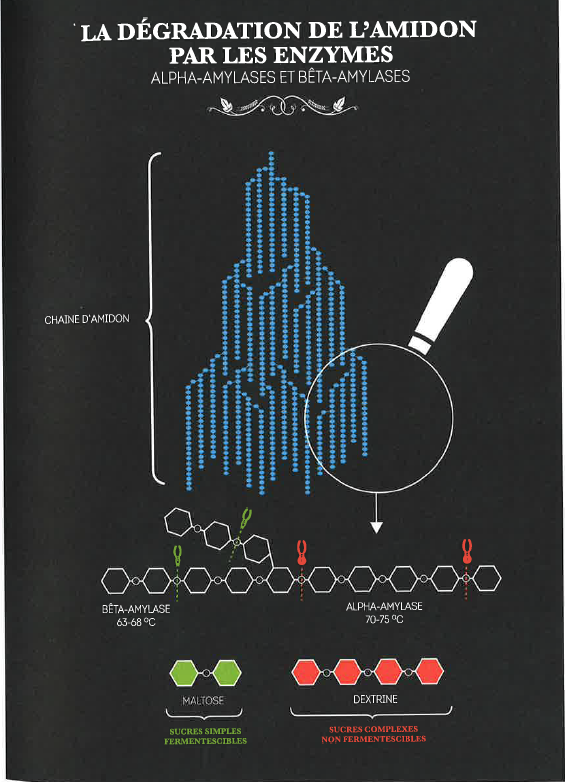 LA DÉGRADATION DE L'AMIDON
PAR LES ENZYMES
ALPHA-AMYLASES ET BÊTA-AMYLASES
CHAINE D'AMIDON
BÊTA-AMYLASE
63-68 °C
ALPHA-AMYLASE
70-75 °C
MALTOSE
DEXTRINE
SUCRES SIMPLES
FERMENTESCIBLES
SUCRES COMPLEXES
NON FERMENTESCIBLES